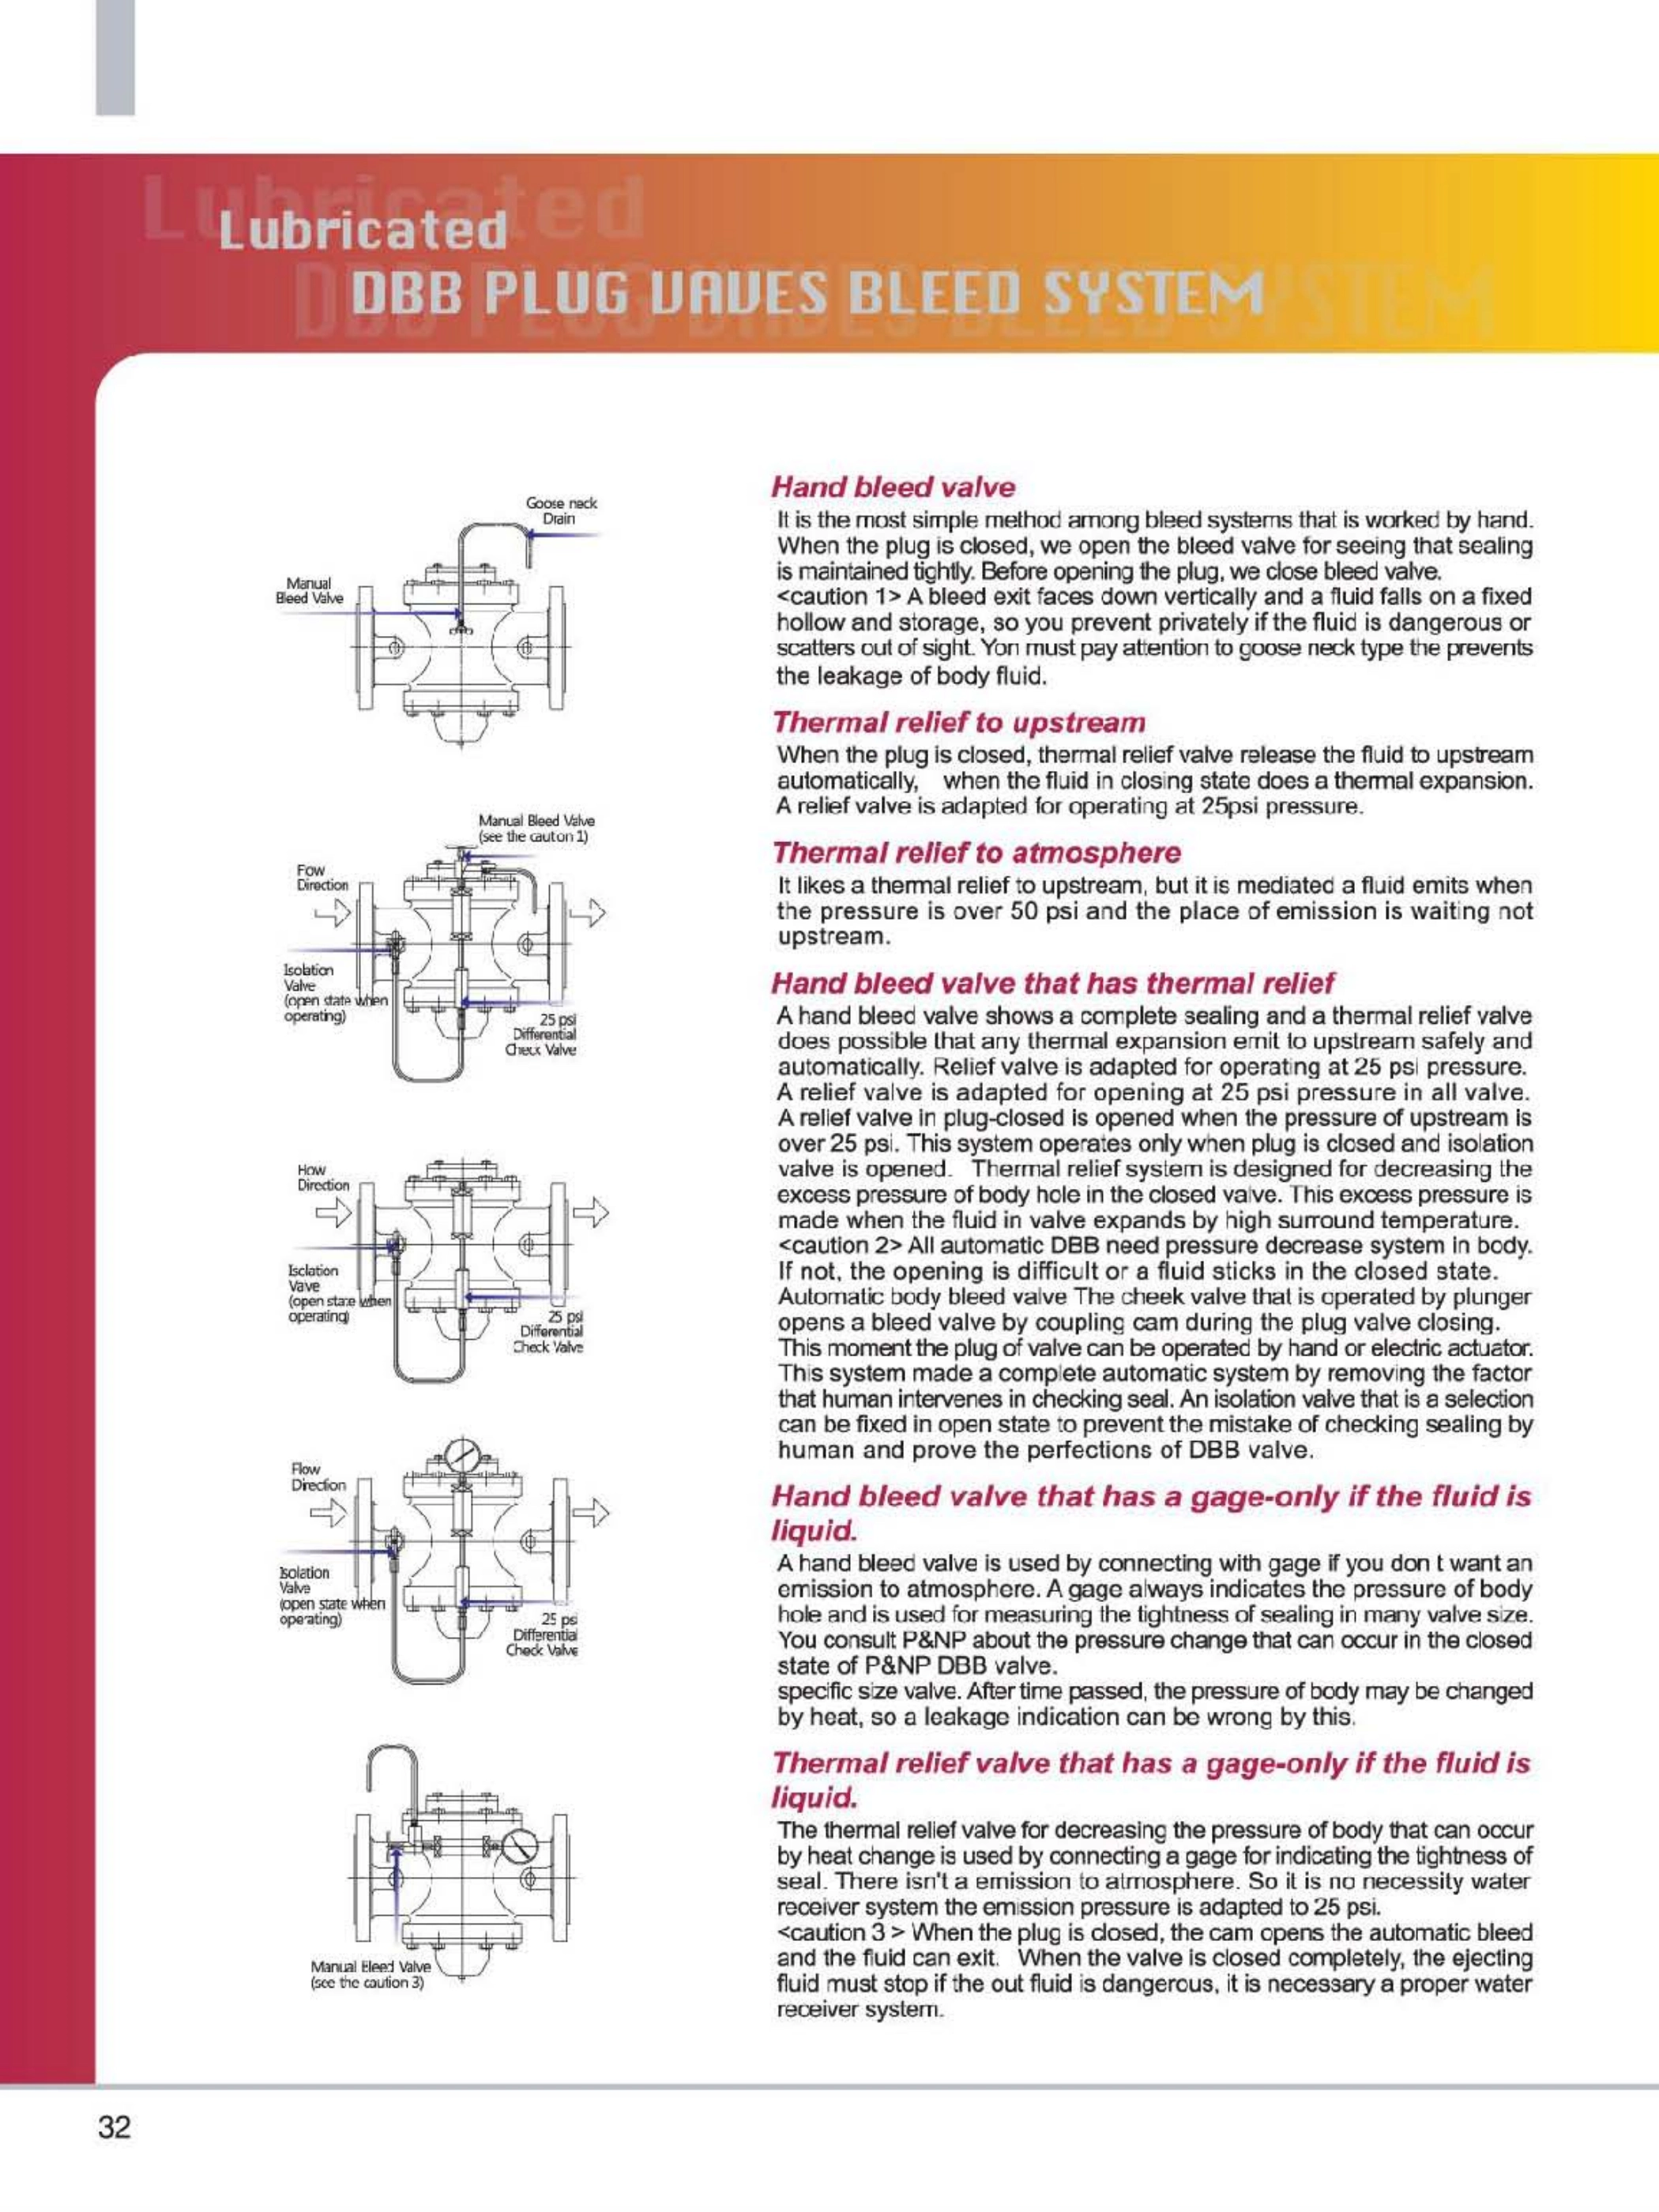 Lubricated
DBB PLUG VAVES BLEED SYSTEM
Goose neck
Drain
Manual
Bleed Valve
Manual Bleed Valve
(see the cauton 1)
Fow
Direction
Isolation
Valve
(open state when
operating)
25 psi
Differential
Check Valve
How
Direction
Isclation
Vave
(open state when
operating)
25 psi
Differential
Check Valve
Flow
Direction
Isolation
Valve
(open state when
operating)
25 psi
Differential
Check Valve
Manual Bleed Valve
(see the caution 3)
Hand bleed valve
It is the most simple method among bleed systems that is worked by hand.
When the plug is closed, we open the bleed valve for seeing that sealing
is maintained tightly. Before opening the plug, we close bleed valve.
<caution 1> A bleed exit faces down vertically and a fluid falls on a fixed
hollow and storage, so you prevent privately if the fluid is dangerous or
scatters out of sight. Yon must pay attention to goose neck type the prevents
the leakage of body fluid.
Thermal relief to upstream
When the plug is closed, thermal relief valve release the fluid to upstream
automatically, when the fluid in closing state does a thermal expansion.
A relief valve is adapted for operating at 25psi pressure.
Thermal relief to atmosphere
It likes a thermal relief to upstream, but it is mediated a fluid emits when
the pressure is over 50 psi and the place of emission is waiting not
upstream.
Hand bleed valve that has thermal relief
A hand bleed valve shows a complete sealing and a thermal relief valve
does possible that any thermal expansion emit to upstream safely and
automatically. Relief valve is adapted for operating at 25 psi pressure.
A relief valve is adapted for opening at 25 psi pressure in all valve.
A relief valve in plug-closed is opened when the pressure of upstream is
over 25 psi. This system operates only when plug is closed and isolation
valve is opened. Thermal relief system is designed for decreasing the
excess pressure of body hole in the closed valve. This excess pressure is
made when the fluid in valve expands by high surround temperature.
<caution 2> All automatic DBB need pressure decrease system in body.
If not, the opening is difficult or a fluid sticks in the closed state.
Automatic body bleed valve The cheek valve that is operated by plunger
opens a bleed valve by coupling cam during the plug valve closing.
This moment the plug of valve can be operated by hand or electric actuator.
This system made a complete automatic system by removing the factor
that human intervenes in checking seal. An isolation valve that is a selection
can be fixed in open state to prevent the mistake of checking sealing by
human and prove the perfections of DBB valve.
Hand bleed valve that has a gage-only if the fluid is
liquid.
A hand bleed valve is used by connecting with gage if you don t want an
emission to atmosphere. A gage always indicates the pressure of body
hole and is used for measuring the tightness of sealing in many valve size.
You consult P&NP about the pressure change that can occur in the closed
state of P&NP DBB valve.
specific size valve. After time passed, the pressure of body may be changed
by heat, so a leakage indication can be wrong by this.
Thermal relief valve that has a gage-only if the fluid is
liquid.
The thermal relief valve for decreasing the pressure of body that can occur
by heat change is used by connecting a gage for indicating the tightness of
seal. There isn't a emission to atmosphere. So it is no necessity water
receiver system the emission pressure is adapted to 25 psi.
<caution 3 > When the plug is closed, the cam opens the automatic bleed
and the fluid can exit. When the valve is closed completely, the ejecting
fluid must stop if the out fluid is dangerous, it is necessary a proper water
receiver system.
32